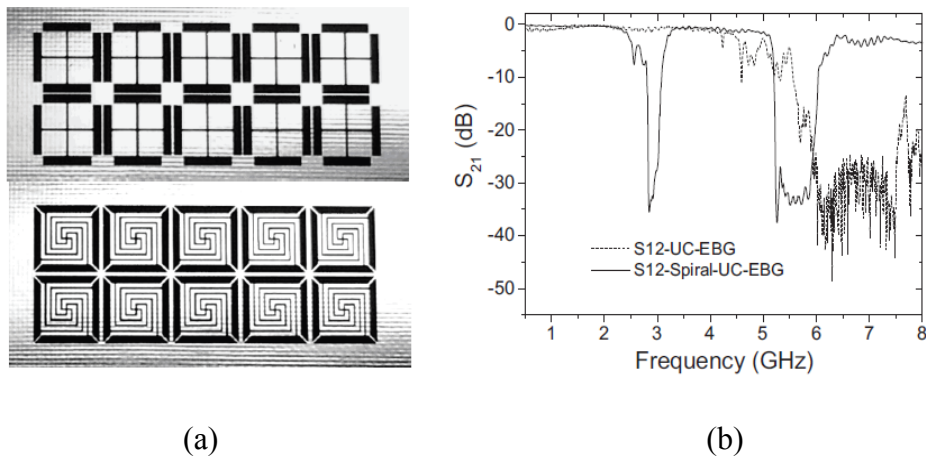 0
-10
-20
-30
-40
-50
S21 (dB)
S12-UC-EBG
S12-Spiral-UC-EBG
1 2 3 4 5 6 7 8
Frequency (GHz)
(a) (b)